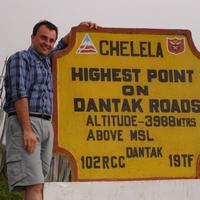 CHELELA
HIGHEST POINT
ON
DANTAK ROADS
ALTITUDE-3988MTRS
ABOVE MSL
DANTAK
102RCC 19TF